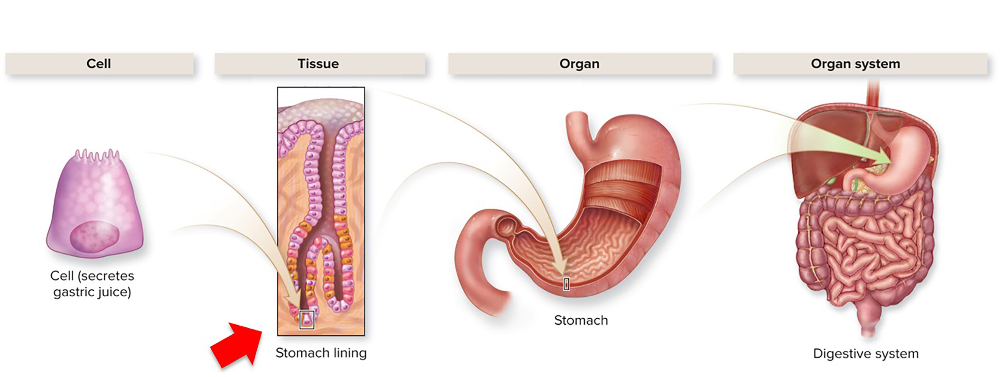 Cell
Tissue
Organ
Organ system
Cell (secretes
gastric juice)
Stomach lining
Stomach
Digestive system